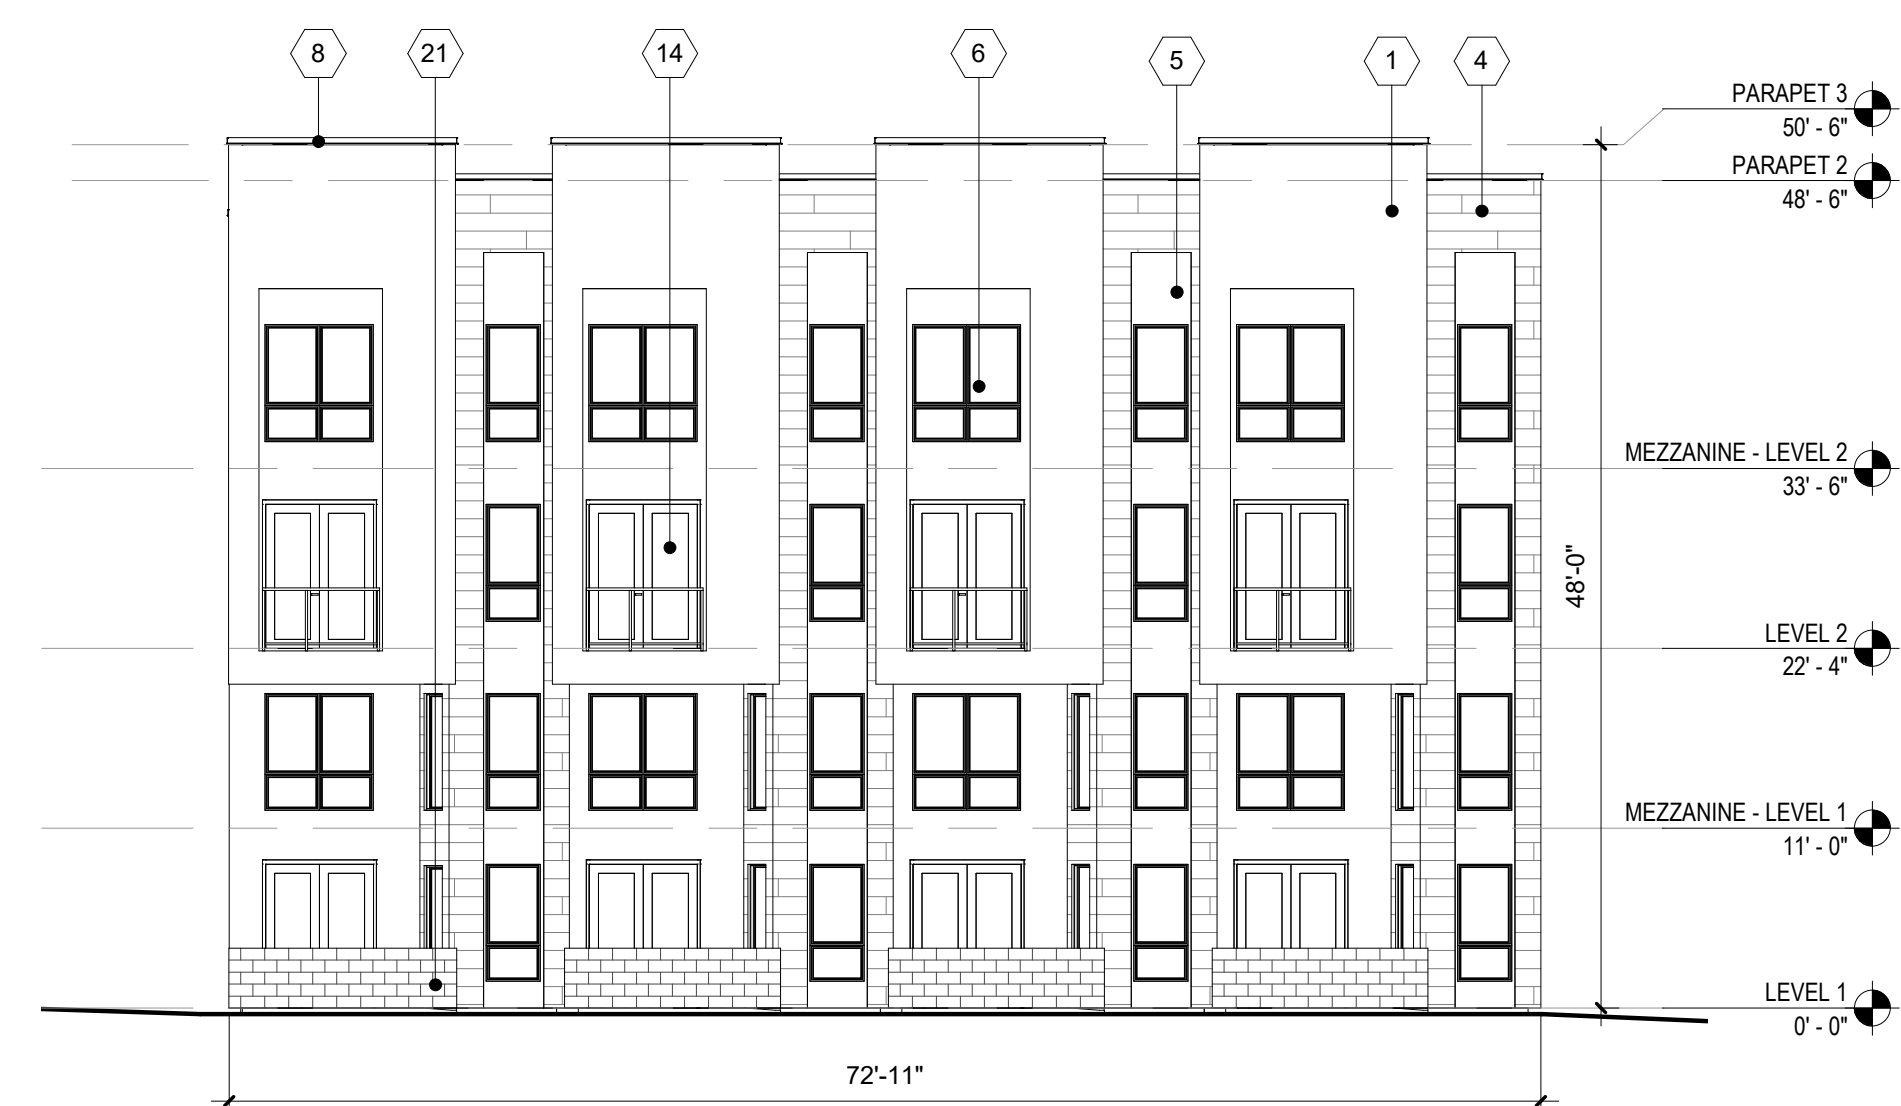 8
21
14
6
5
1
4
PARAPET 3
50' - 6"
PARAPET 2
48' - 6"
MEZZANINE - LEVEL 2
33' - 6"
48'-0"
LEVEL 2
22' - 4"
MEZZANINE - LEVEL 1
11' - 0"
LEVEL 1
0' - 0"
72'-11"